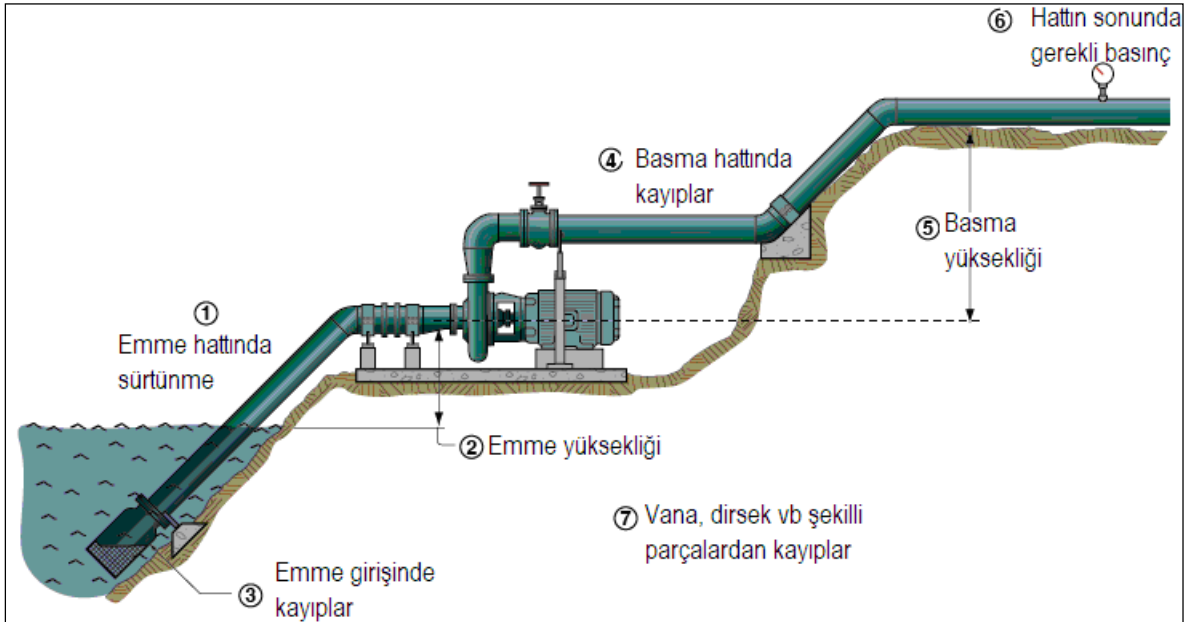 ⑥ Hattın sonunda
gerekli basınç
④ Basma hattında
kayıplar
⑤ Basma
yüksekliği
①
Emme hattında
sürtünme
② Emme yüksekliği
⑦ Vana, dirsek vb şekilli
parçalardan kayıplar
③ Emme girişinde
kayıplar